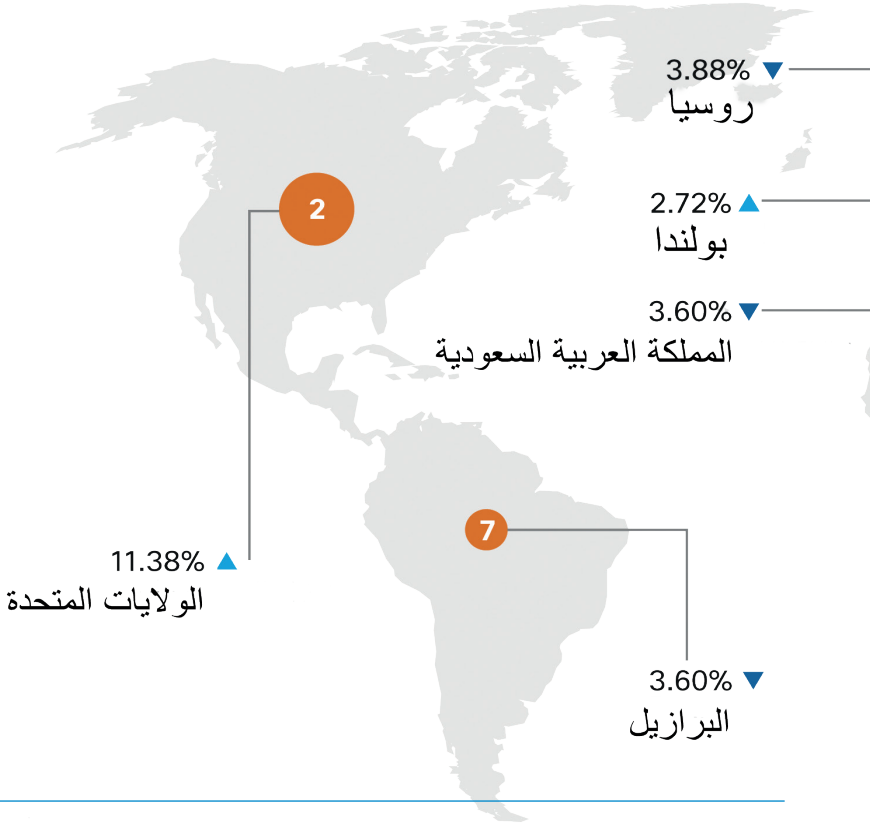 3.88%
روسيا
2
2.72%
بولندا
3.60%
المملكة العربية السعودية
7
11.38%
الولايات المتحدة
3.60%
البرازيل